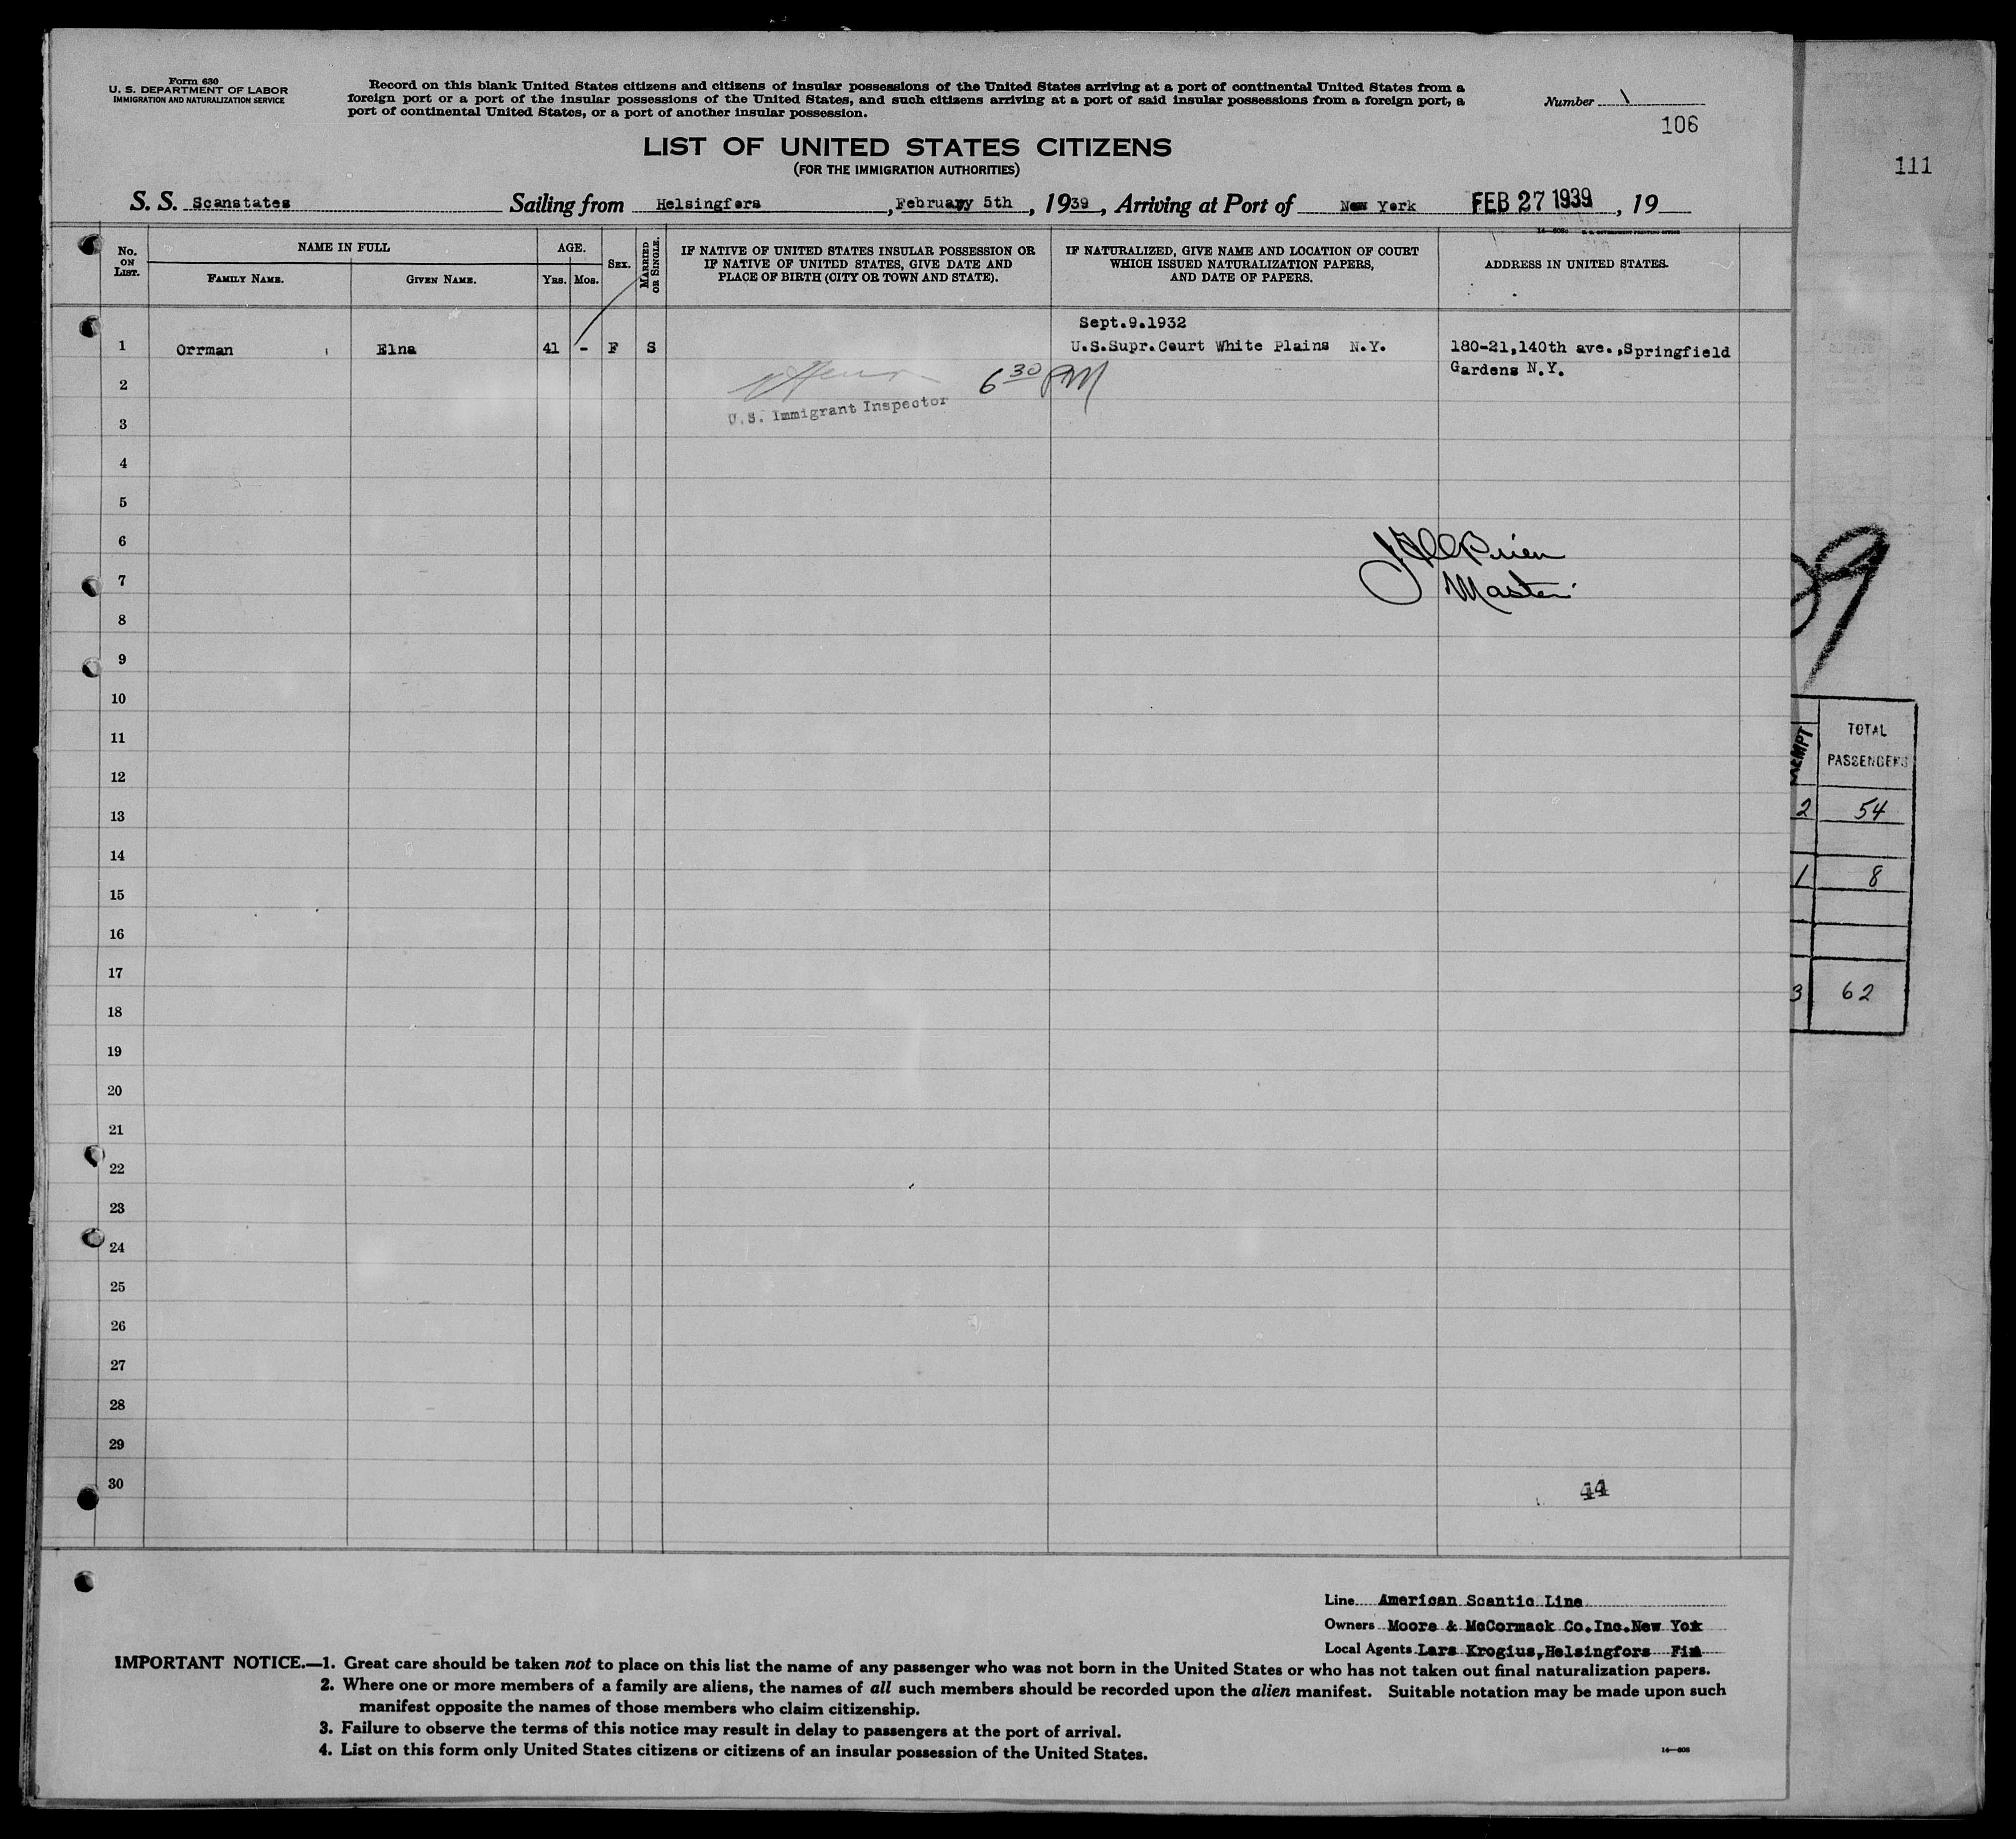 Form 630
U. S. DEPARTMENT OF LABOR
IMMIGRATION AND NATURALIZATION SERVICE
Record on this blank United States citizens and citizens of insular possessions of the United States arriving at a port of continental United States from a
foreign port or a port of the insular possessions of the United States, and such citizens arriving at a port of said insular possessions from a foreign port, a
port of continental United States, or a port of another insular possession.
Number 1
106
111
LIST OF UNITED STATES CITIZENS
(FOR THE IMMIGRATION AUTHORITIES)
S. S. Scanstates Sailing from Helsingfors, February 5th, 1939, Arriving at Port of New York FEB 27 1939, 19
No. ON LIST.
NAME IN FULL
FAMILY NAME.
GIVEN NAME.
AGE.
YRS.
MOS.
SEX.
MARRIED OR SINGLE.
IF NATIVE OF UNITED STATES INSULAR POSSESSION OR
IF NATIVE OF UNITED STATES, GIVE DATE AND
PLACE OF BIRTH (CITY OR TOWN AND STATE).
IF NATURALIZED, GIVE NAME AND LOCATION OF COURT
WHICH ISSUED NATURALIZATION PAPERS,
AND DATE OF PAPERS.
ADDRESS IN UNITED STATES.
Sept.9.1932
1 Orrman Elna 41 - F S U.S.Supr.Court White Plains N.Y. 180-21,140th ave.,Springfield
Gardens N.Y.
2 6 30 PM
U.S. Immigrant Inspector
3
4
5
6
7 Master
8
9
10
11
12
13
14
15
16
17
18
19
20
21
22
23
24
25
26
27
28
29
30
44
TOTAL
PASSENGERS
2 54
1 8
3 62
Line American Scantic Line
Owners Moore & McCormack Co.Inc.New Yok
Local Agents Lars Krogius,Helsingfors Fin
IMPORTANT NOTICE.—1. Great care should be taken not to place on this list the name of any passenger who was not born in the United States or who has not taken out final naturalization papers.
2. Where one or more members of a family are aliens, the names of all such members should be recorded upon the alien manifest. Suitable notation may be made upon such
manifest opposite the names of those members who claim citizenship.
3. Failure to observe the terms of this notice may result in delay to passengers at the port of arrival.
4. List on this form only United States citizens or citizens of an insular possession of the United States.
14—608